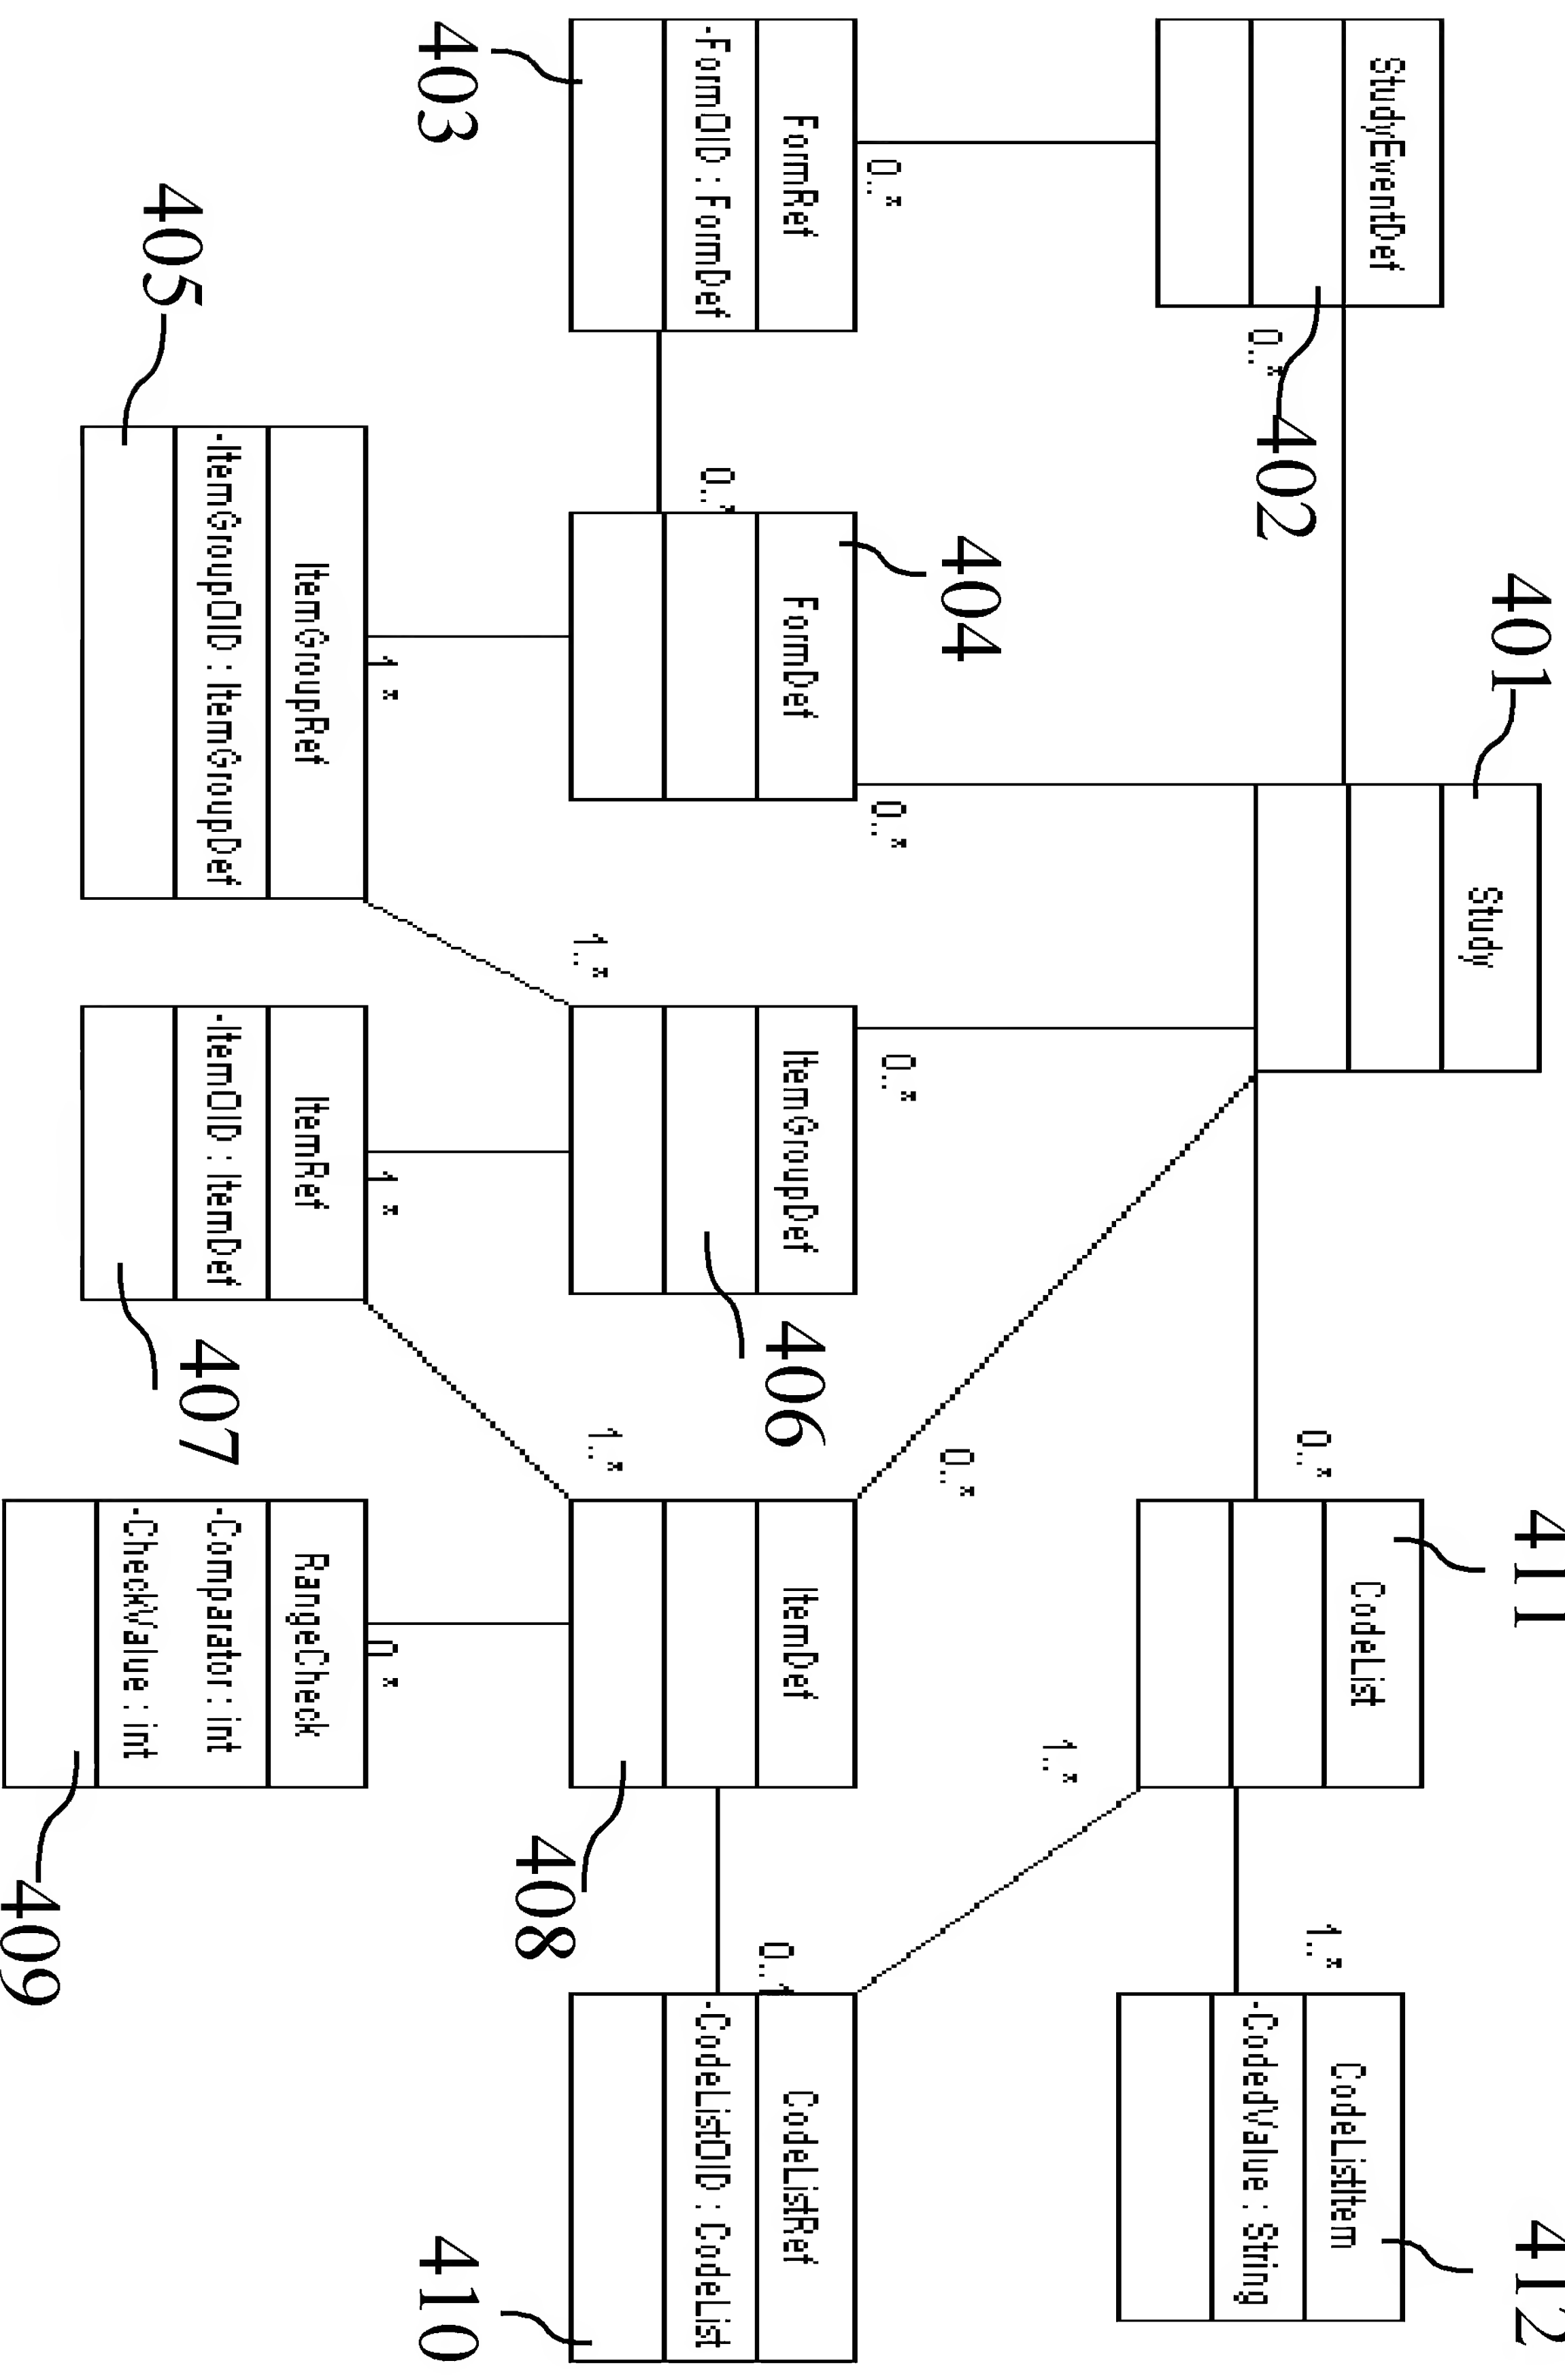 401
Study
StudyEventDef
0..*
402
0..*
411
CodeList
1..*
CodeListItem
-CodedValue : String
412
0..*
FormRef
-FormOID : FormDef
403
0..*
404
FormDef
0..*
0..*
ItemGroupDef
406
1..*
0..*
ItemDef
408
1..*
1..*
0..1
CodeListRef
-CodeListOID : CodeList
410
1..*
ItemGroupRef
-ItemGroupOID : ItemGroupDef
405
1..*
ItemRef
-ItemOID : ItemDef
407
0..*
RangeCheck
-Comparator : int
-CheckValue : int
409